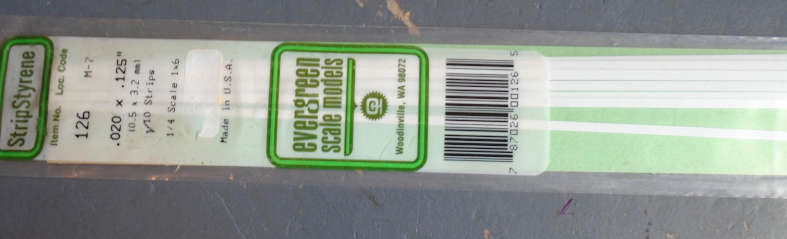 StripStyrene
Item No. Loc. Code
126 M-7
.020" x .125"
(0.5 x 3.2 mm)
10 Strips
1/4 Scale 1x6
Made in U.S.A.
evergreen
scale models
Woodinville, WA 98072
7 87026 00126 5